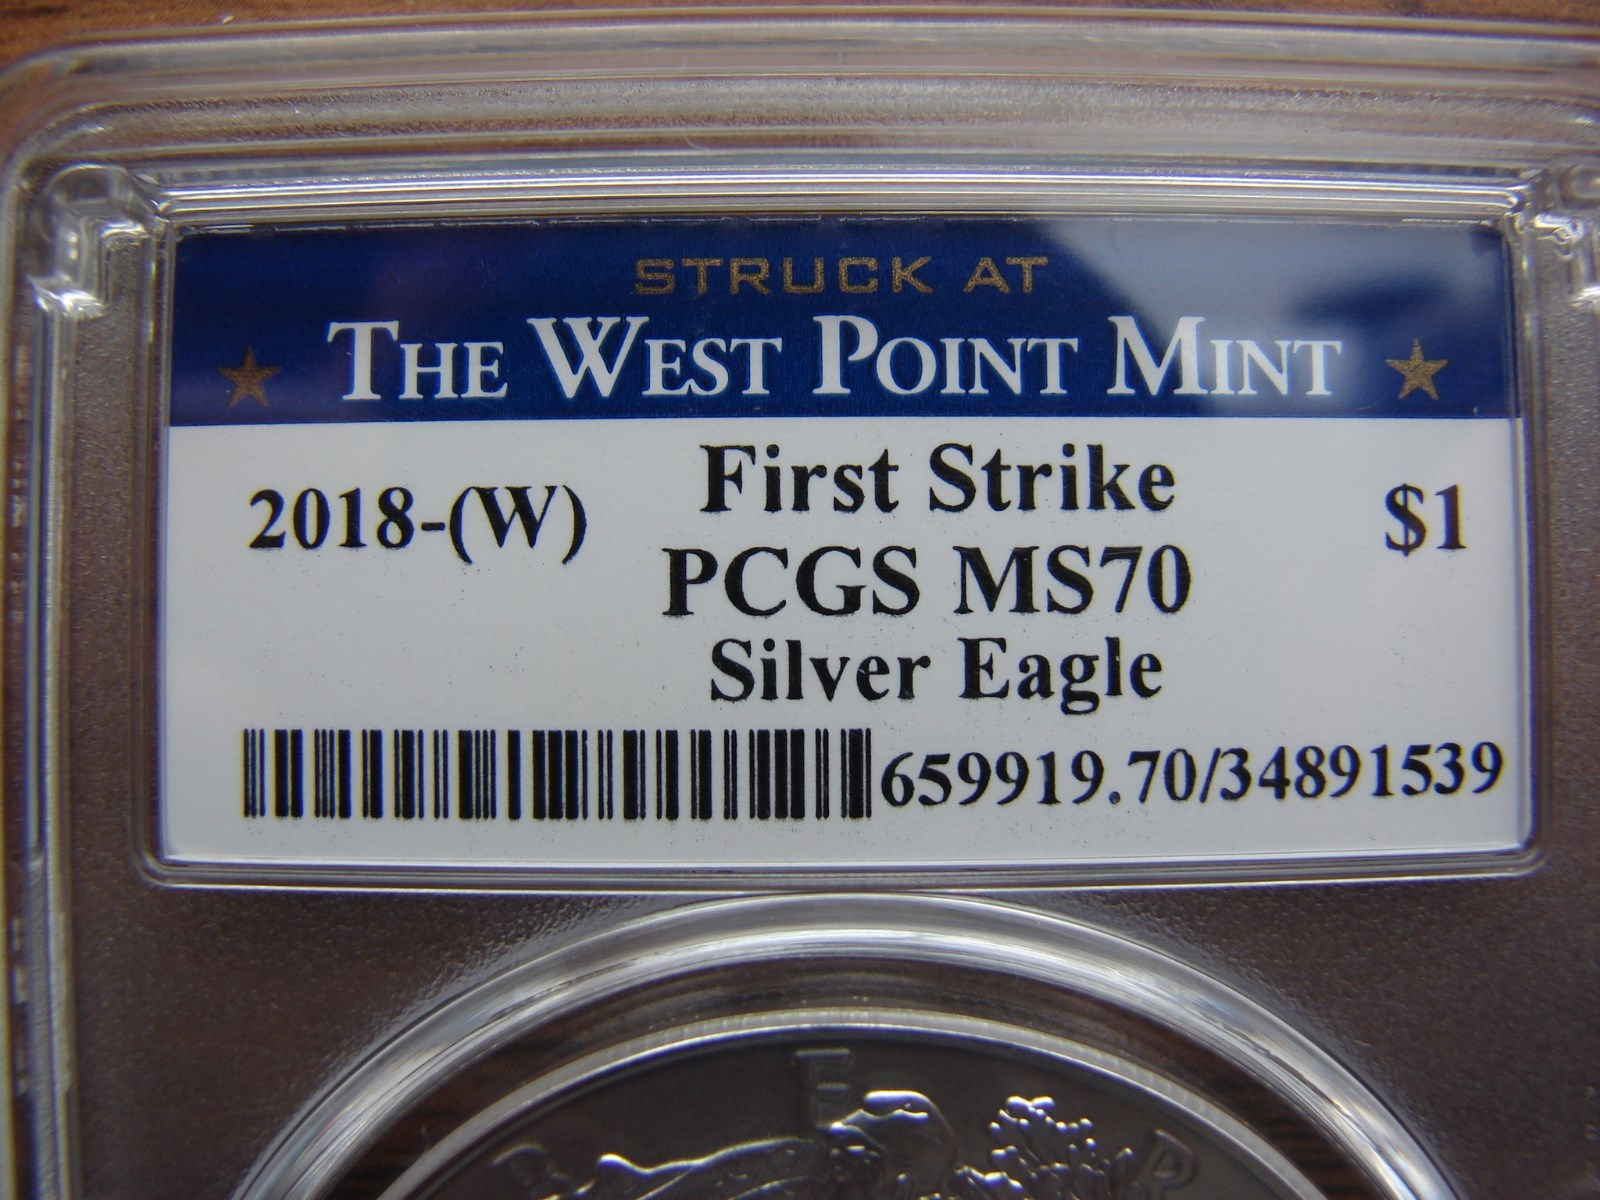 STRUCK AT
THE WEST POINT MINT
First Strike
2018-(W)
$1
PCGS MS70
Silver Eagle
659919.70/34891539
E
P